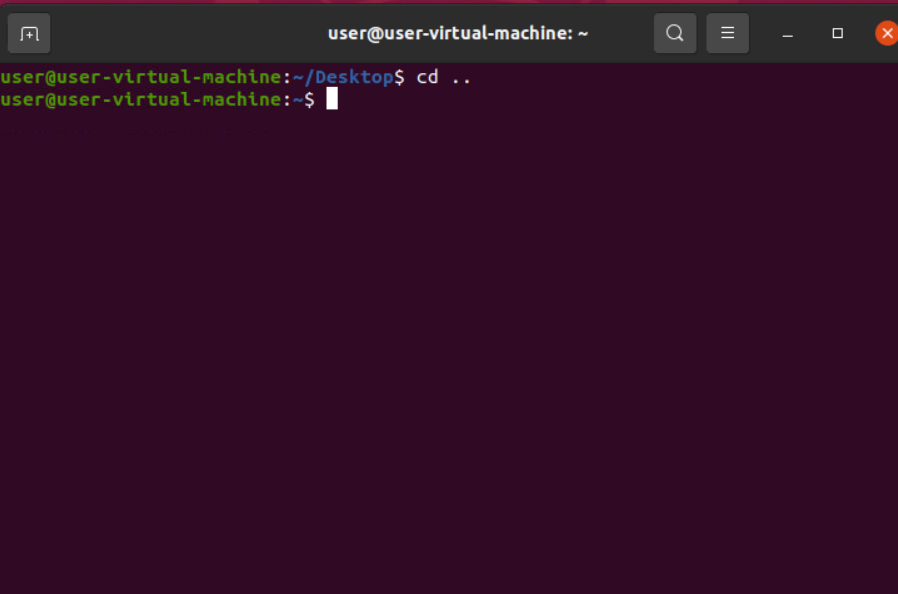 user@user-virtual-machine: ~
user@user-virtual-machine:~/Desktop$ cd ..
user@user-virtual-machine:~$